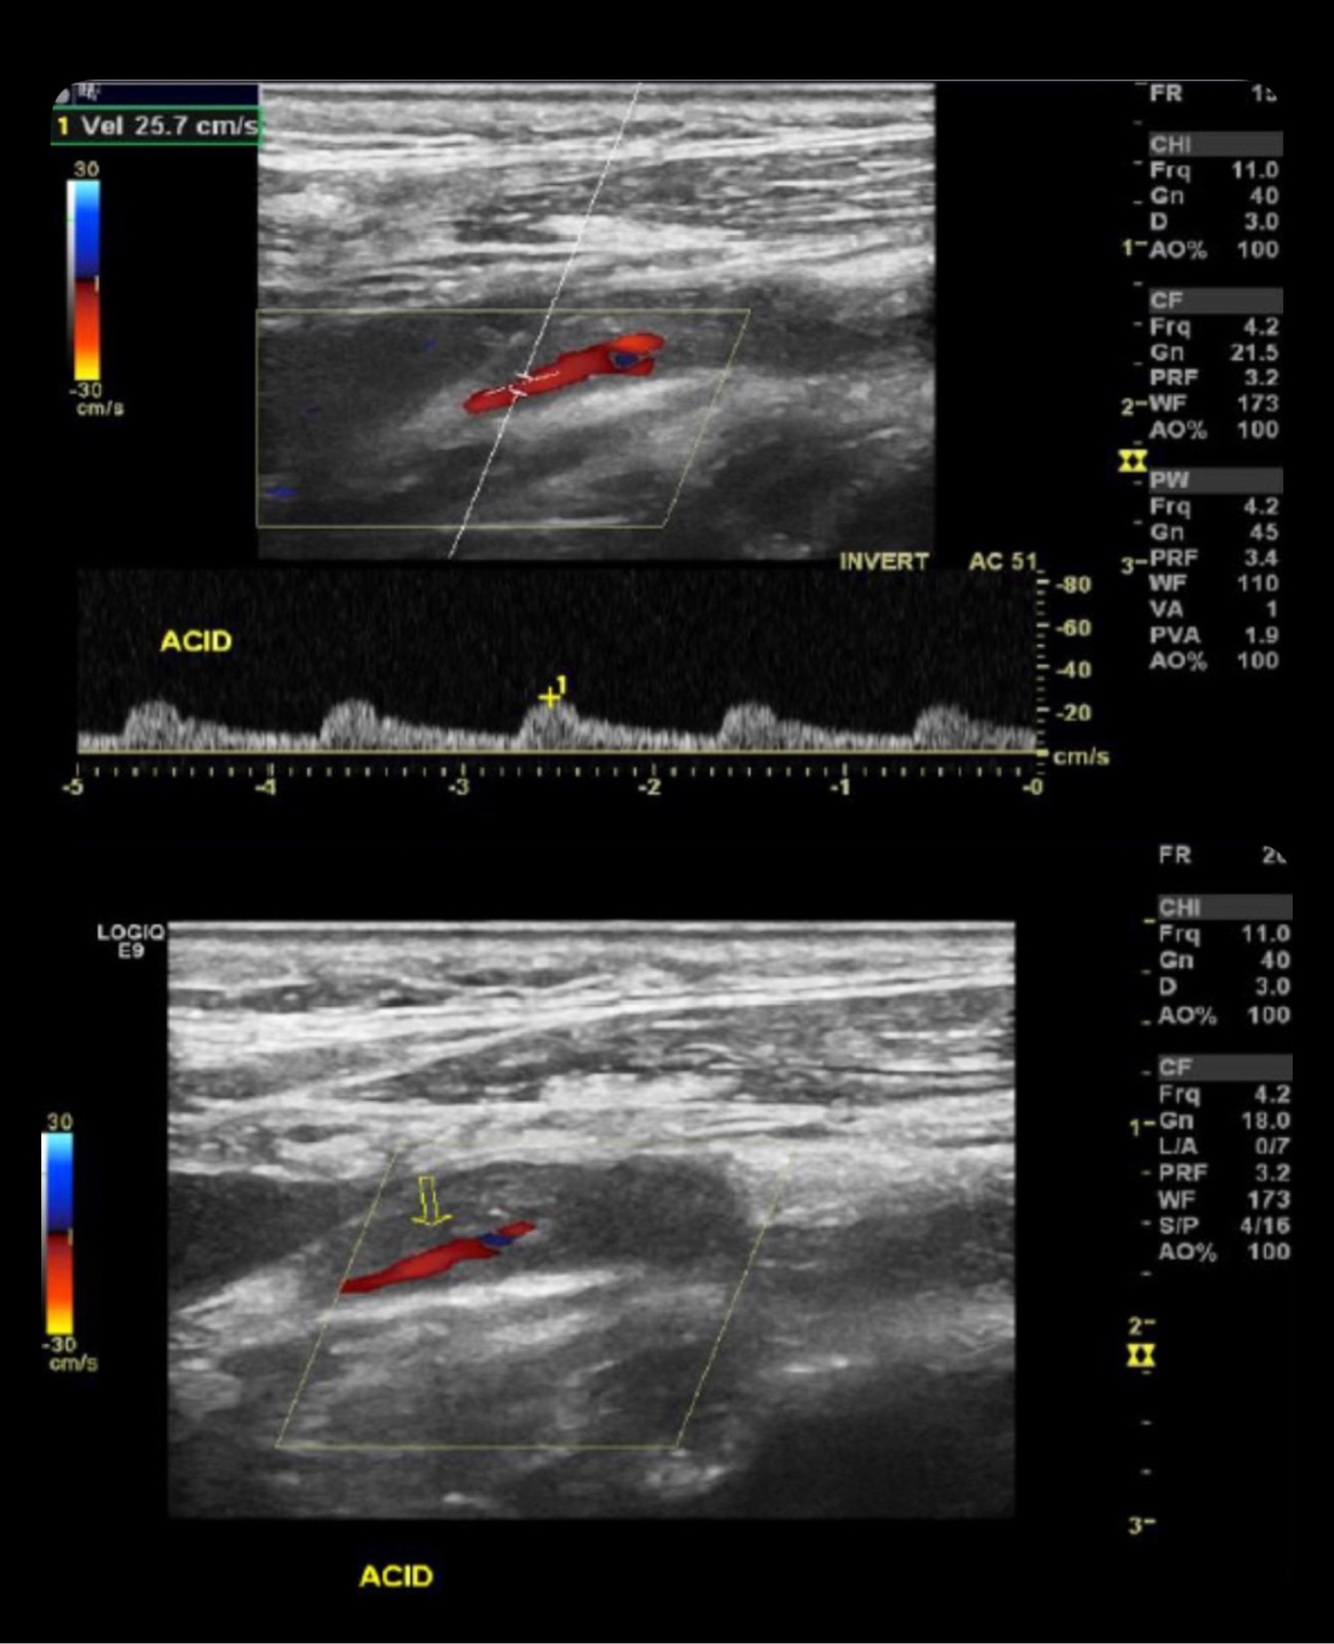 FR
1 Vel 25.7 cm/s
CHI
Frq 11.0
Gn 40
D 3.0
AO% 100
CF
Frq 4.2
Gn 21.5
PRF 3.2
WF 173
AO% 100
PW
Frq 4.2
Gn 45
PRF 3.4
WF 110
VA 1
PVA 1.9
AO% 100
30
-30
cm/s
1-
2-
3-
INVERT AC 51
ACID
1
-80
-60
-40
-20
cm/s
-5 -4 -3 -2 -1 -0
FR
LOGIQ
E9
CHI
Frq 11.0
Gn 40
D 3.0
AO% 100
CF
Frq 4.2
Gn 18.0
L/A 0/7
PRF 3.2
WF 173
S/P 4/16
AO% 100
30
-30
cm/s
1-
2-
3-
ACID